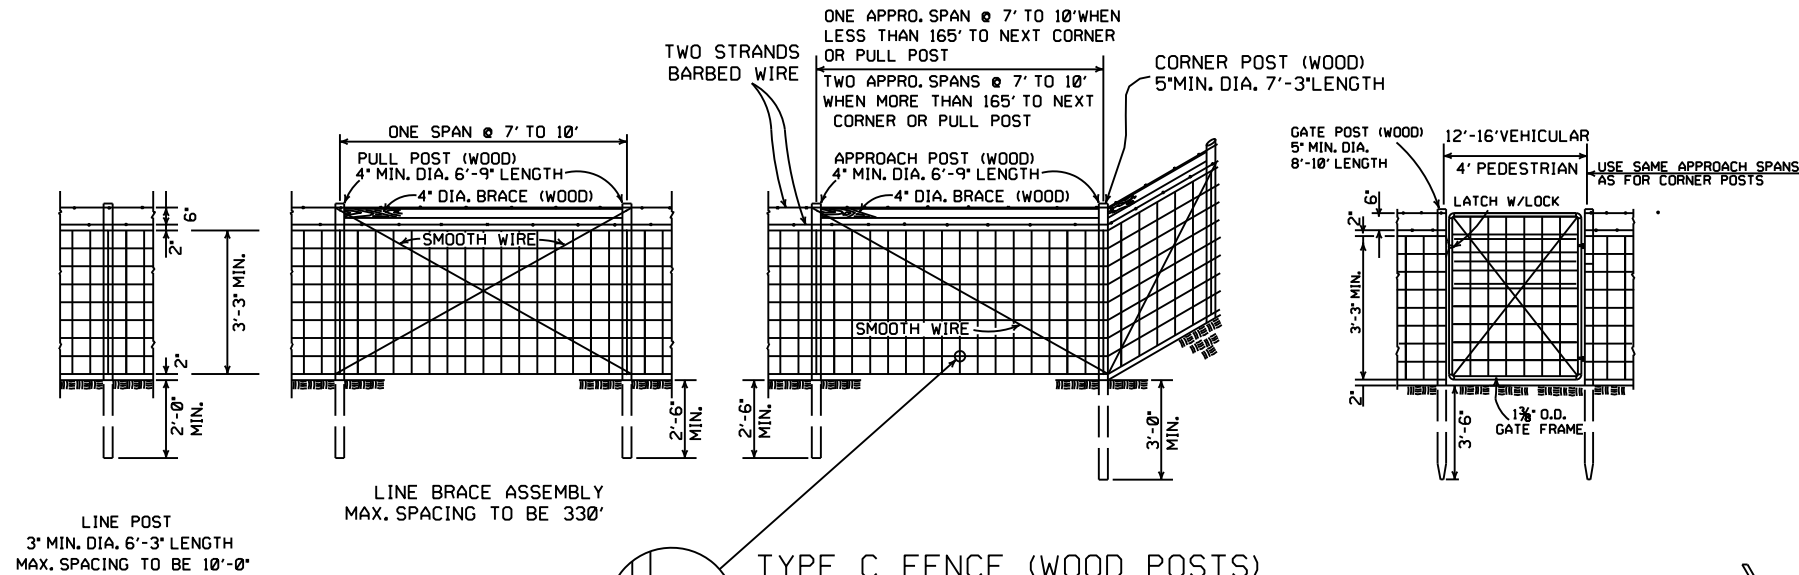 ONE APPRO. SPAN @ 7' TO 10' WHEN
LESS THAN 165' TO NEXT CORNER
OR PULL POST
TWO STRANDS
BARBED WIRE
TWO APPRO. SPANS @ 7' TO 10'
WHEN MORE THAN 165' TO NEXT
CORNER OR PULL POST
CORNER POST (WOOD)
5" MIN. DIA. 7'-3" LENGTH
ONE SPAN @ 7' TO 10'
PULL POST (WOOD)
4" MIN. DIA. 6'-9" LENGTH
4" DIA. BRACE (WOOD)
SMOOTH WIRE
APPROACH POST (WOOD)
4" MIN. DIA. 6'-9" LENGTH
4" DIA. BRACE (WOOD)
SMOOTH WIRE
GATE POST (WOOD)
5" MIN. DIA.
8'-10' LENGTH
12'-16' VEHICULAR
4' PEDESTRIAN
USE SAME APPROACH SPANS
AS FOR CORNER POSTS
LATCH W/LOCK
6"
2"
3'-3" MIN.
2"
2'-0"
MIN.
2'-6"
MIN.
2'-6"
MIN.
3'-0"
MIN.
6"
2"
3'-3" MIN.
2"
3'-6"
1⅜" O.D.
GATE FRAME
LINE BRACE ASSEMBLY
MAX. SPACING TO BE 330'
LINE POST
3" MIN. DIA. 6'-3" LENGTH
MAX. SPACING TO BE 10'-0"
TYPE C FENCE (WOOD POSTS)